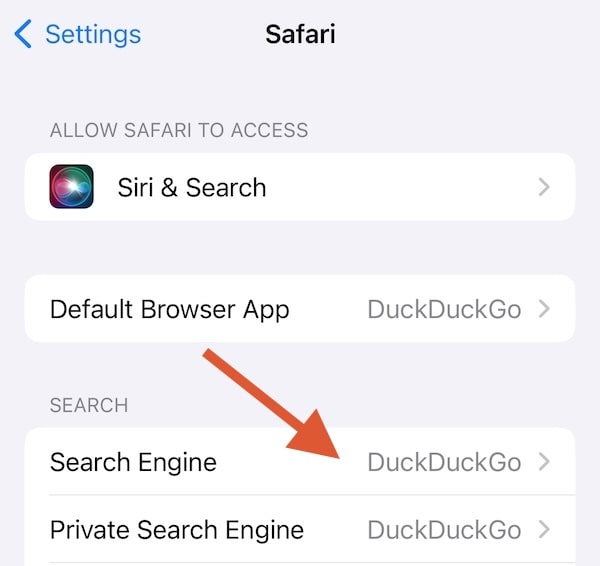 Settings
Safari
ALLOW SAFARI TO ACCESS
Siri & Search
Default Browser App DuckDuckGo
SEARCH
Search Engine DuckDuckGo
Private Search Engine DuckDuckGo